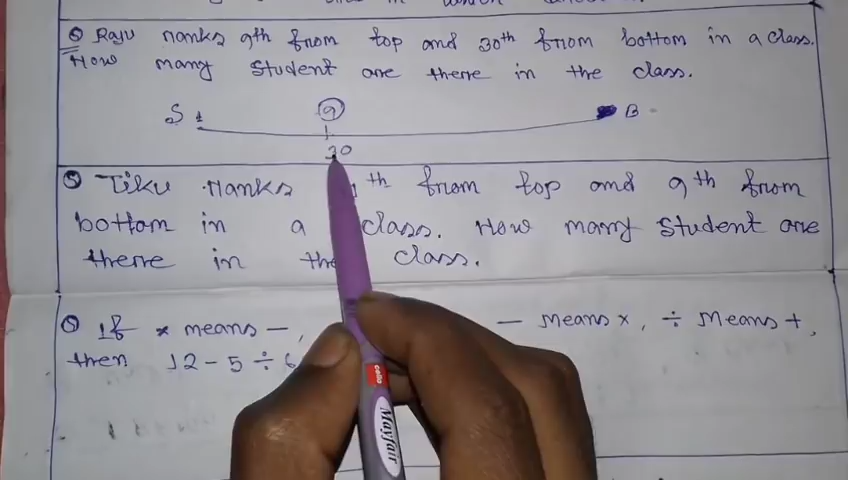 Q Raju ranks 9th from top and 30th from bottom in a class.
How many student are there in the class.
S 1 9 B
30
Q Tiku ranks th from top and 9th from
bottom in a class. How many student are
there in the class.
Q If × means −, − means ×, ÷ means +,
then 12 - 5 ÷ 6
cello
Mayfair